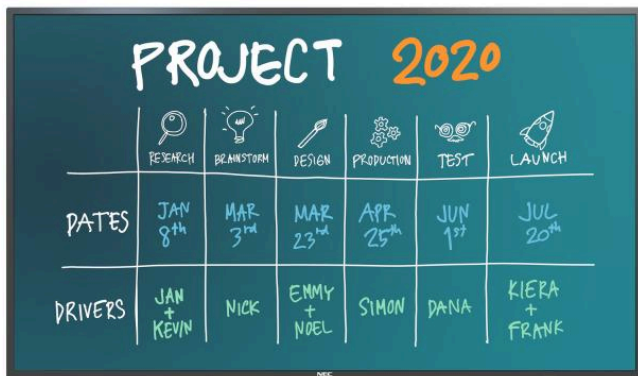 PROJECT 2020
RESEARCH BRAINSTORM DESIGN PRODUCTION TEST LAUNCH
DATES JAN 8th MAR 3rd MAR 23rd APR 25th JUN 1st JUL 20th
DRIVERS JAN + KEVIN NICK EMMY + NOEL SIMON DANA KIERA + FRANK
NEC